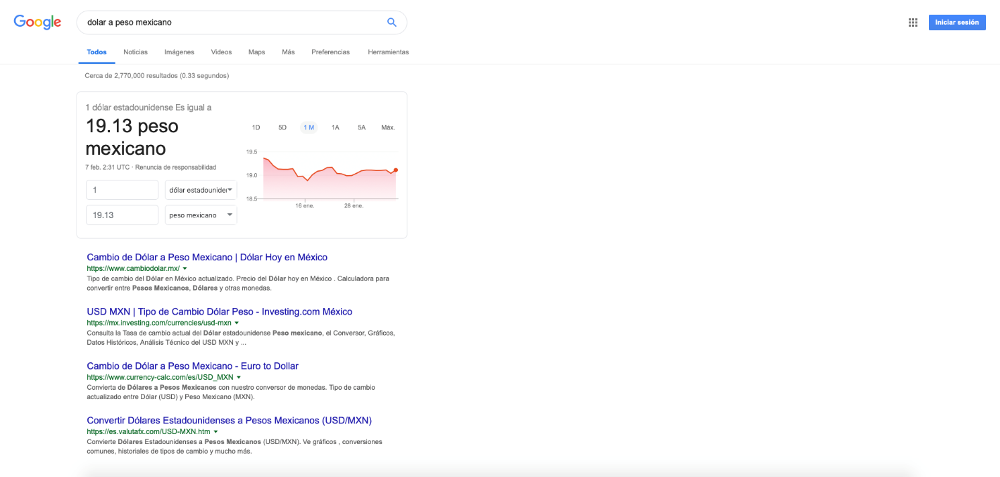 Google
dolar a peso mexicano
Iniciar sesión
Todos Noticias Imágenes Videos Maps Más Preferencias Herramientas
Cerca de 2,770,000 resultados (0.33 segundos)
1 dólar estadounidense Es igual a
19.13 peso
mexicano
7 feb. 2:31 UTC · Renuncia de responsabilidad
1 dólar estadounider
19.13 peso mexicano
1D 5D 1 M 1A 5A Máx.
19.5
19.0
18.5
16 ene. 28 ene.
Cambio de Dólar a Peso Mexicano | Dólar Hoy en México
https://www.cambiodolar.mx/
Tipo de cambio del Dólar en México actualizado. Precio del Dólar hoy en México . Calculadora para
convertir entre Pesos Mexicanos, Dólares y otras monedas.
USD MXN | Tipo de Cambio Dólar Peso - Investing.com México
https://mx.investing.com/currencies/usd-mxn
Consulta la Tasa de cambio actual del Dólar estadounidense Peso mexicano, el Conversor, Gráficos,
Datos Históricos, Análisis Técnico del USD MXN y ...
Cambio de Dólar a Peso Mexicano - Euro to Dollar
https://www.currency-calc.com/es/USD_MXN
Convierta de Dólares a Pesos Mexicanos con nuestro conversor de monedas. Tipo de cambio
actualizado entre Dólar (USD) y Peso Mexicano (MXN).
Convertir Dólares Estadounidenses a Pesos Mexicanos (USD/MXN)
https://es.valutafx.com/USD-MXN.htm
Convierte Dólares Estadounidenses a Pesos Mexicanos (USD/MXN). Ve gráficos , conversiones
comunes, historiales de tipos de cambio y mucho más.